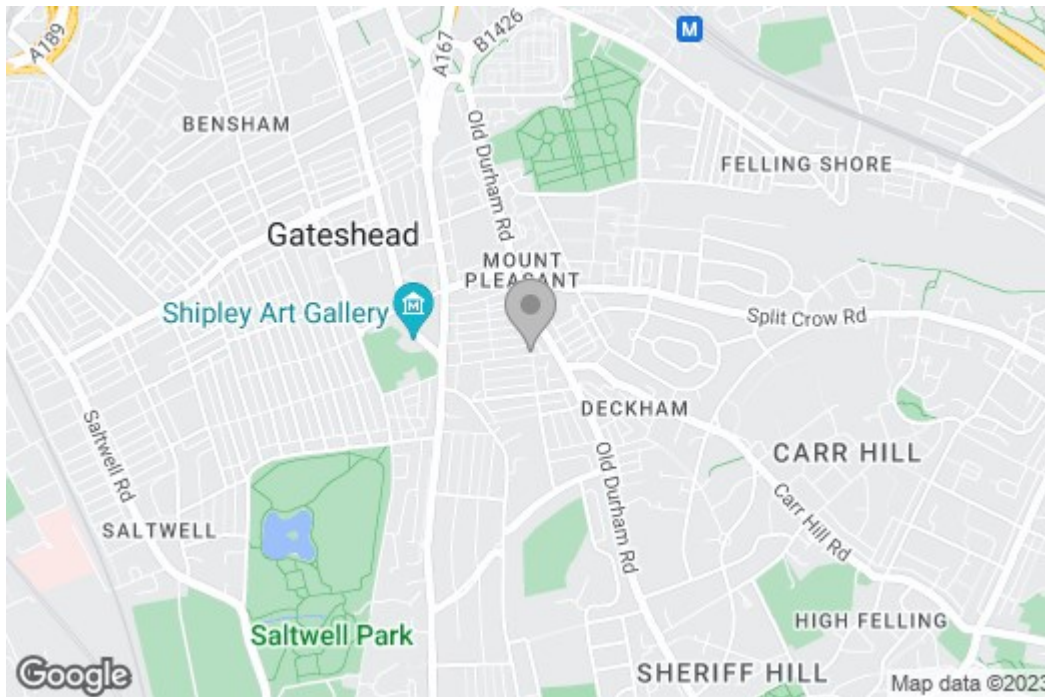 A189
A167
B1426
M
BENSHAM
Old Durham Rd
FELLING SHORE
Gateshead
MOUNT
PLEASANT
Shipley Art Gallery
M
Split Crow Rd
DECKHAM
Saltwell Rd
CARR HILL
Old Durham Rd
Carr Hill Rd
SALTWELL
HIGH FELLING
Saltwell Park
SHERIFF HILL
Google
Map data ©2023